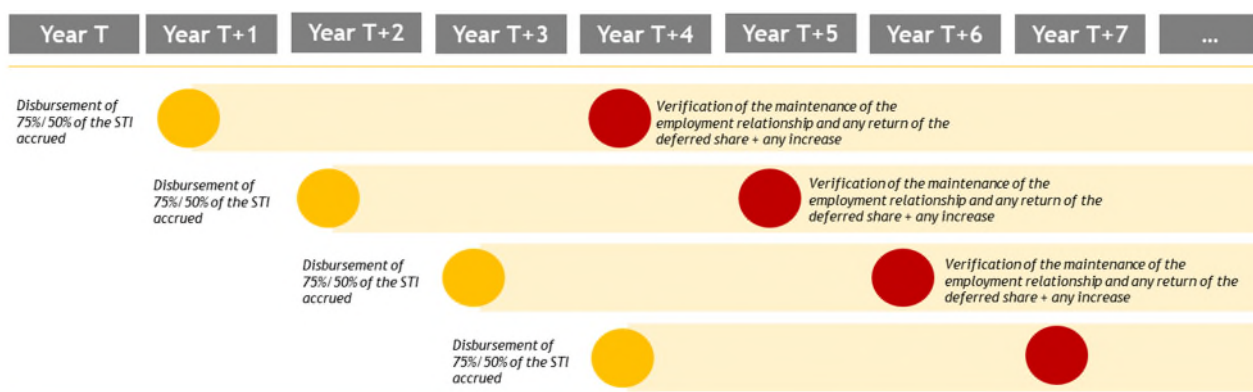 Year T
Year T+1
Year T+2
Year T+3
Year T+4
Year T+5
Year T+6
Year T+7
...
Disbursement of
75%/50% of the STI
accrued
Verification of the maintenance of the
employment relationship and any return of the
deferred share + any increase
Disbursement of
75%/50% of the STI
accrued
Verification of the maintenance of the
employment relationship and any return of the
deferred share + any increase
Disbursement of
75%/50% of the STI
accrued
Verification of the maintenance of the
employment relationship and any return of the
deferred share + any increase
Disbursement of
75%/50% of the STI
accrued